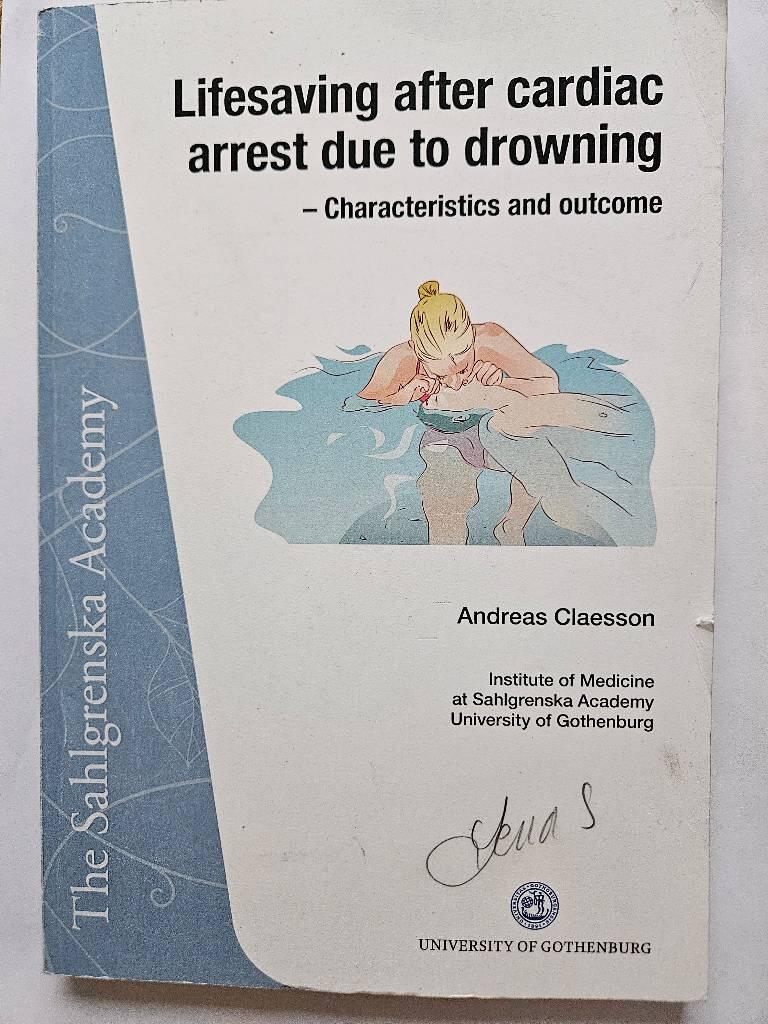 Lifesaving after cardiac
arrest due to drowning
– Characteristics and outcome
The Sahlgrenska Academy
Andreas Claesson
Institute of Medicine
at Sahlgrenska Academy
University of Gothenburg
UNIVERSITY OF GOTHENBURG